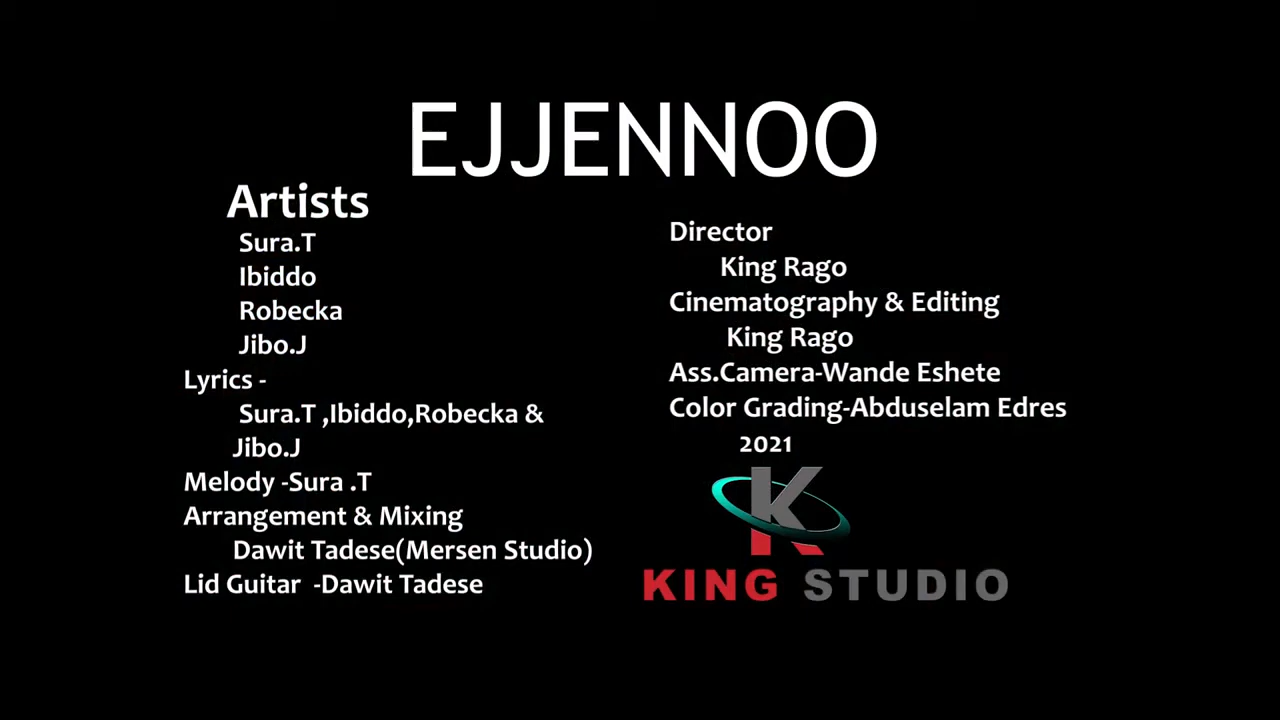 EJJENNOO
Artists
Sura.T
Ibiddo
Robecka
Jibo.J
Lyrics -
Sura.T ,Ibiddo,Robecka &
Jibo.J
Melody -Sura .T
Arrangement & Mixing
Dawit Tadese(Mersen Studio)
Lid Guitar -Dawit Tadese
Director
King Rago
Cinematography & Editing
King Rago
Ass.Camera-Wande Eshete
Color Grading-Abduselam Edres
2021
K
KING STUDIO